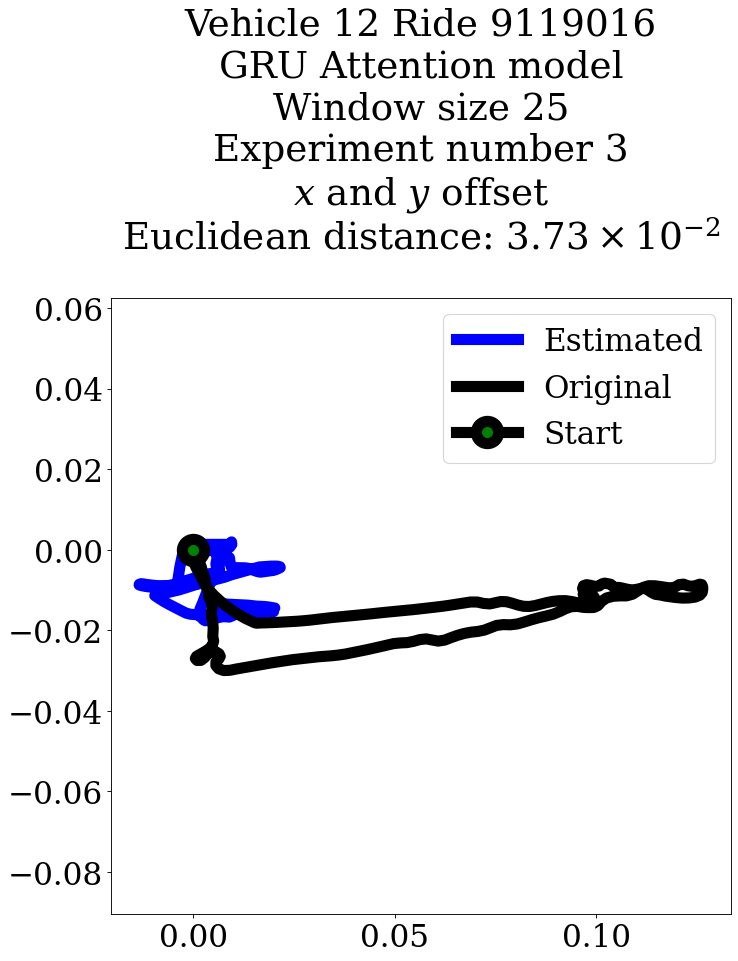 Vehicle 12 Ride 9119016
GRU Attention model
Window size 25
Experiment number 3
x and y offset
Euclidean distance: 3.73 × 10⁻²
Estimated
Original
Start
0.06
0.04
0.02
0.00
−0.02
−0.04
−0.06
−0.08
0.00 0.05 0.10